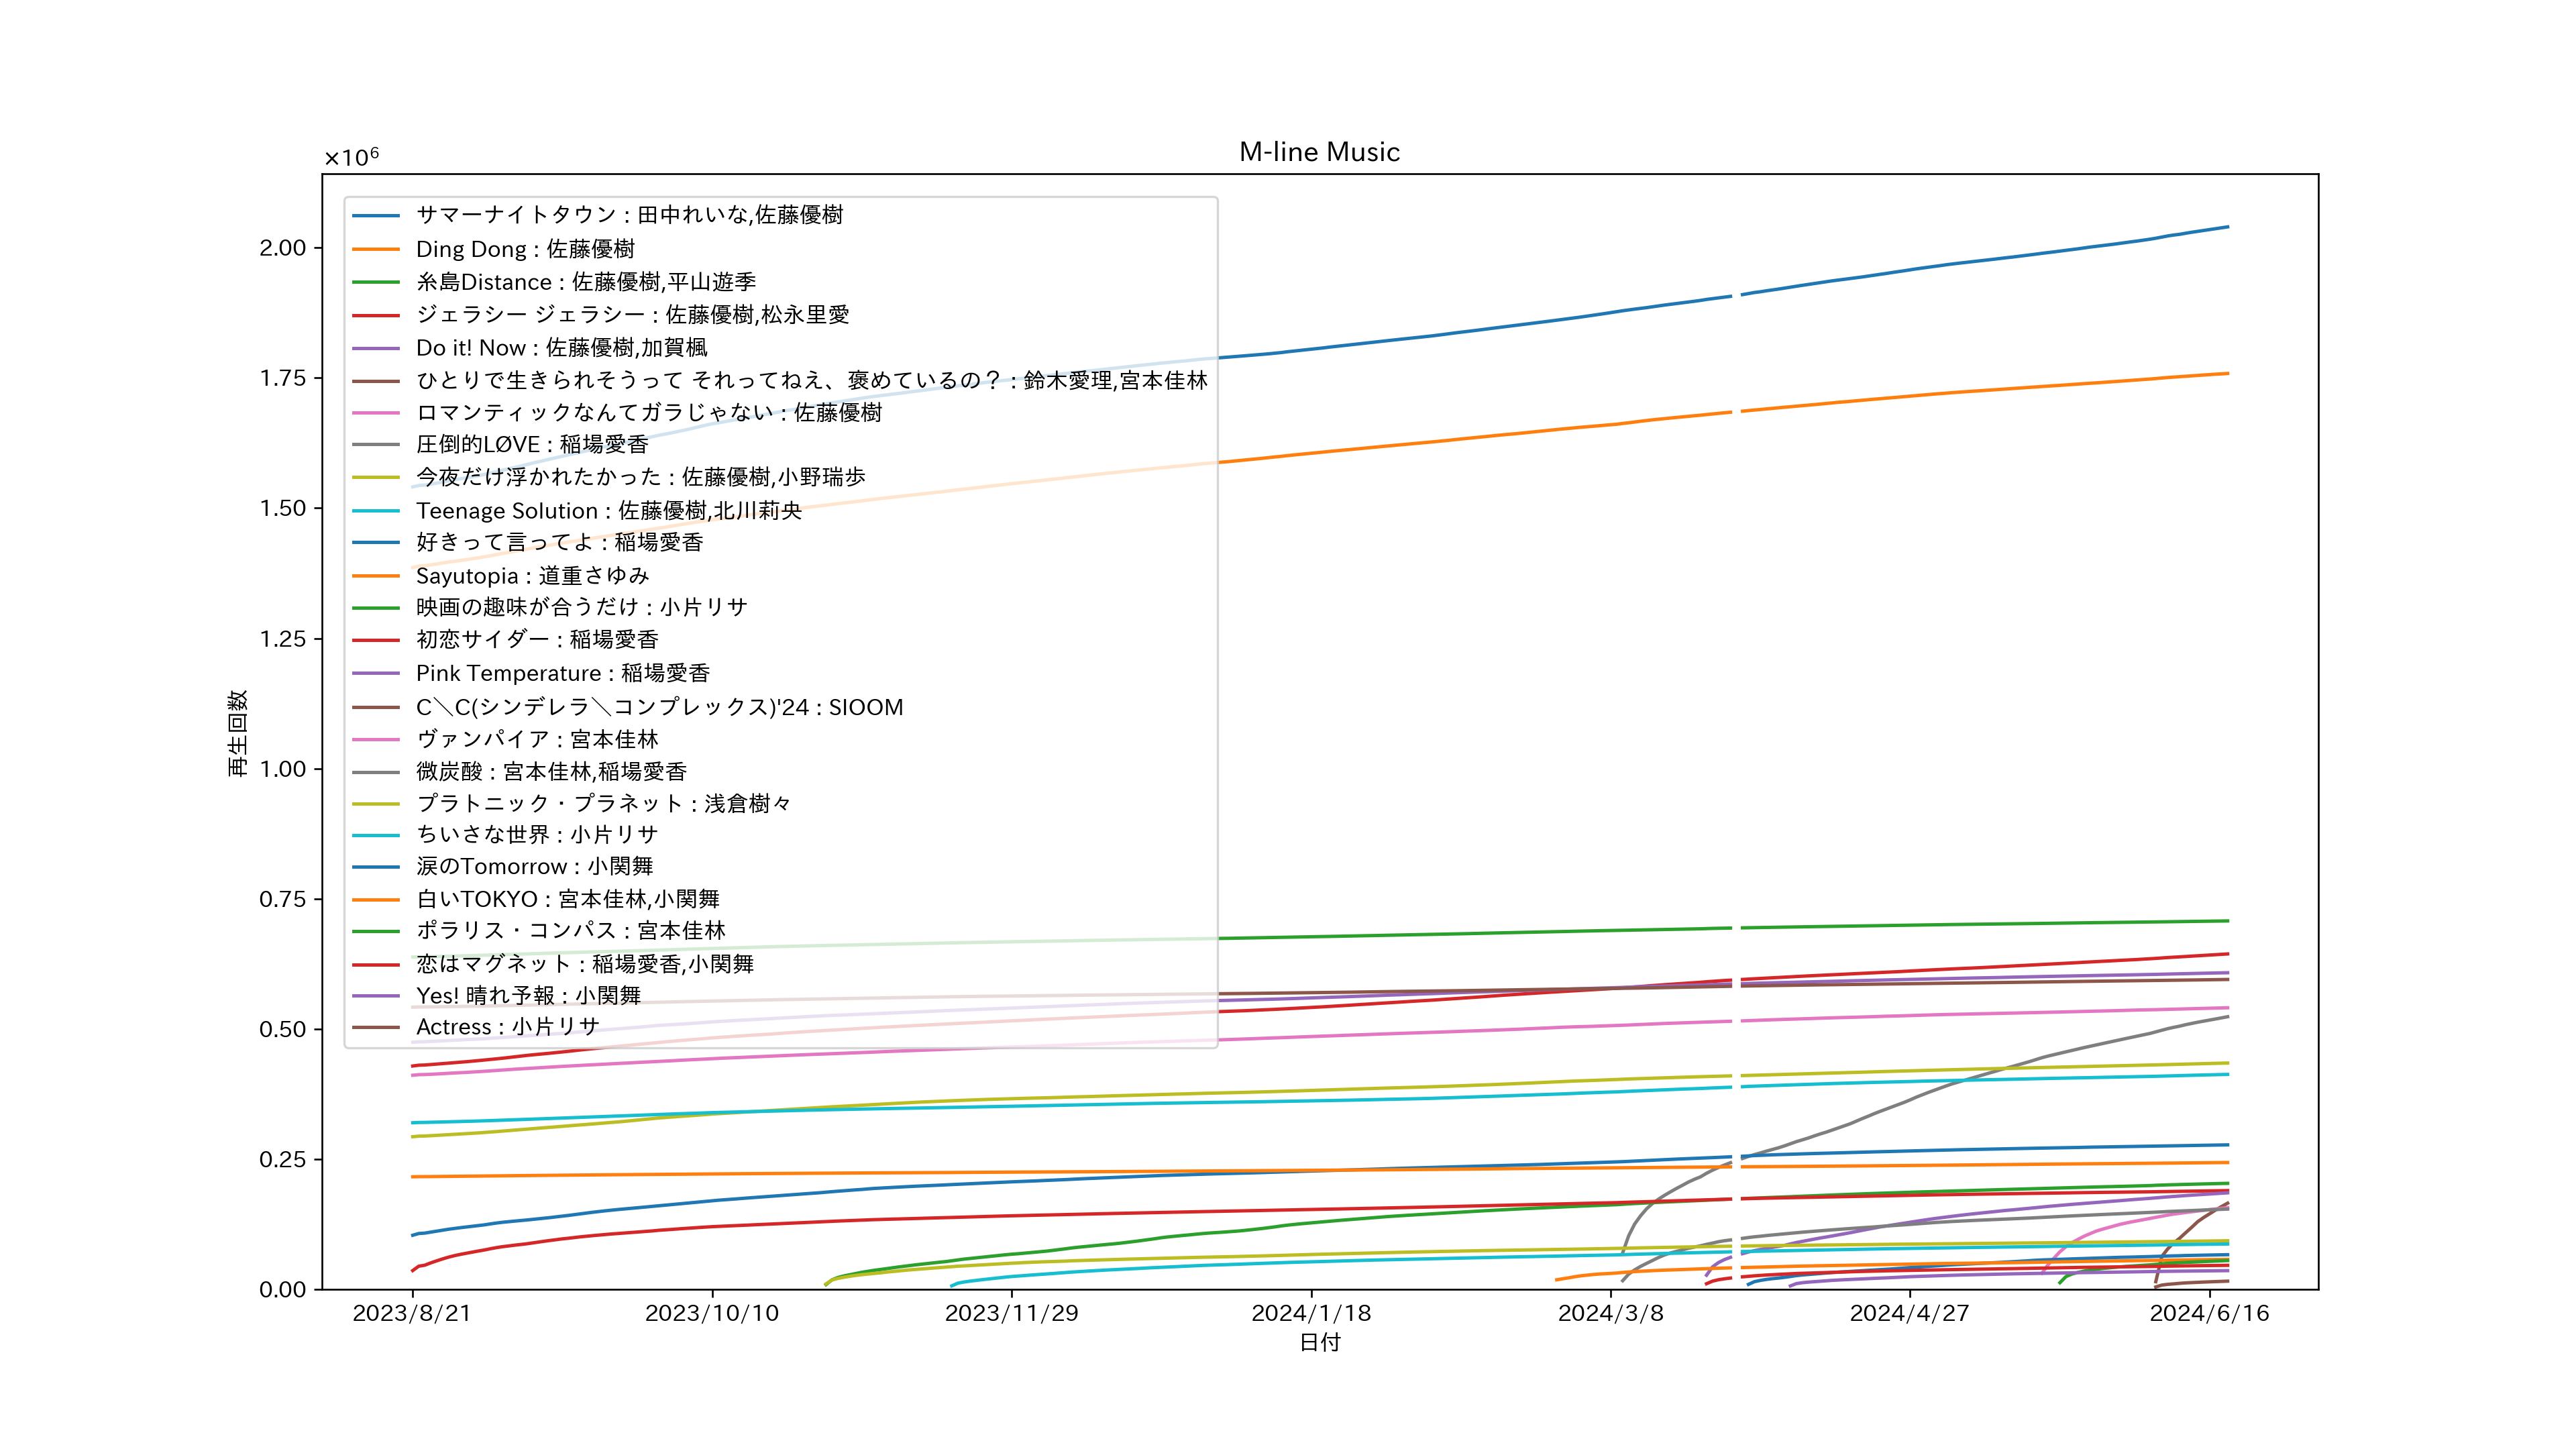 M-line Music
×10⁶
2.00
1.75
1.50
1.25
1.00
0.75
0.50
0.25
0.00
再生回数
サマーナイトタウン : 田中れいな,佐藤優樹
Ding Dong : 佐藤優樹
糸島Distance : 佐藤優樹,平山遊季
ジェラシー ジェラシー : 佐藤優樹,松永里愛
Do it! Now : 佐藤優樹,加賀楓
ひとりで生きられそうって それってねえ、褒めているの？ : 鈴木愛理,宮本佳林
ロマンティックなんてガラじゃない : 佐藤優樹
圧倒的LØVE : 稲場愛香
今夜だけ浮かれたかった : 佐藤優樹,小野瑞歩
Teenage Solution : 佐藤優樹,北川莉央
好きって言ってよ : 稲場愛香
Sayutopia : 道重さゆみ
映画の趣味が合うだけ : 小片リサ
初恋サイダー : 稲場愛香
Pink Temperature : 稲場愛香
C＼C(シンデレラ＼コンプレックス)'24 : SIOOM
ヴァンパイア : 宮本佳林
微炭酸 : 宮本佳林,稲場愛香
プラトニック・プラネット : 浅倉樹々
ちいさな世界 : 小片リサ
涙のTomorrow : 小関舞
白いTOKYO : 宮本佳林,小関舞
ポラリス・コンパス : 宮本佳林
恋はマグネット : 稲場愛香,小関舞
Yes! 晴れ予報 : 小関舞
Actress : 小片リサ
2023/8/21
2023/10/10
2023/11/29
2024/1/18
2024/3/8
2024/4/27
2024/6/16
日付